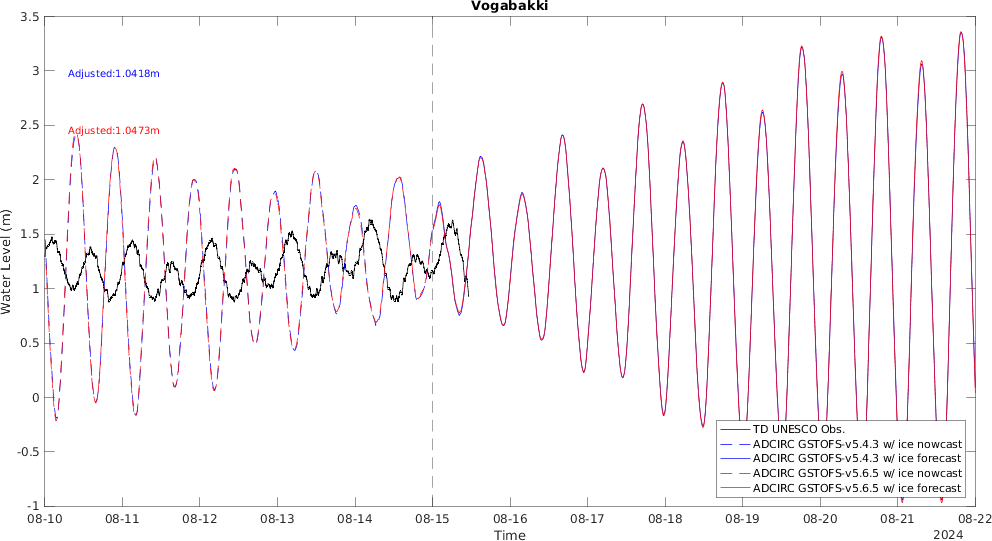 Vogabakki
3.5
3
2.5
2
1.5
1
0.5
0
-0.5
-1
Water Level (m)
Adjusted:1.0418m
Adjusted:1.0473m
TD UNESCO Obs.
ADCIRC GSTOFS-v5.4.3 w/ ice nowcast
ADCIRC GSTOFS-v5.4.3 w/ ice forecast
ADCIRC GSTOFS-v5.6.5 w/ ice nowcast
ADCIRC GSTOFS-v5.6.5 w/ ice forecast
08-10 08-11 08-12 08-13 08-14 08-15 08-16 08-17 08-18 08-19 08-20 08-21 08-22
Time
2024